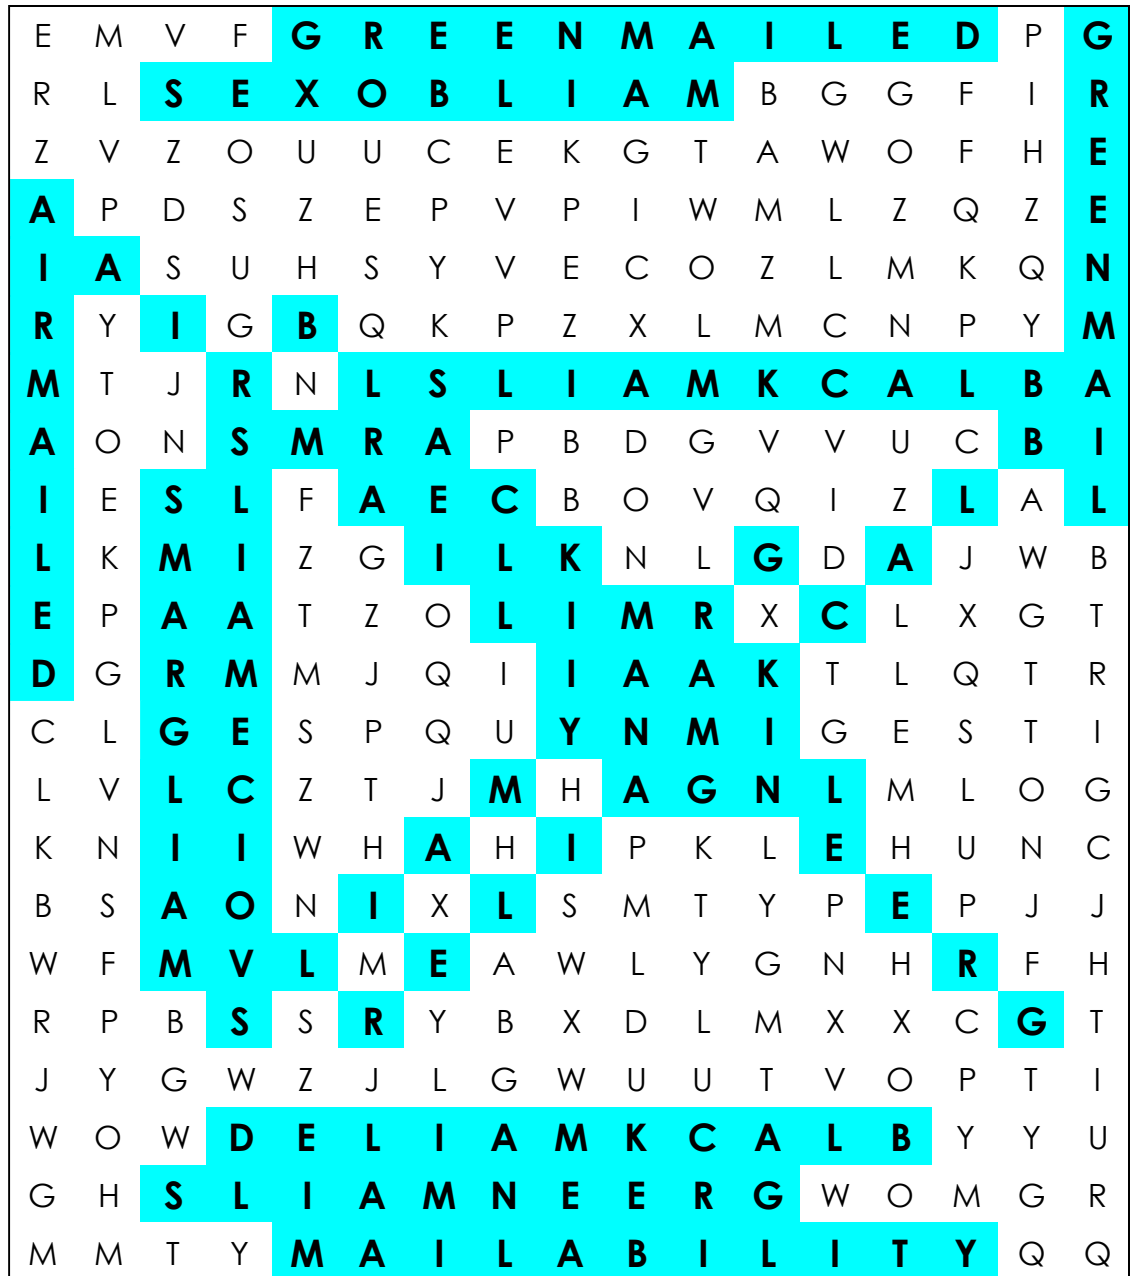 E M V F G R E E N M A I L E D P G
R L S E X O B L I A M B G G F I R
Z V Z O U U C E K G T A W O F H E
A P D S Z E P V P I W M L Z Q Z E
I A S U H S Y V E C O Z L M K Q N
R Y I G B Q K P Z X L M C N P Y M
M T J R N L S L I A M K C A L B A
A O N S M R A P B D G V V U C B I
I E S L F A E C B O V Q I Z L A L
L K M I Z G I L K N L G D A J W B
E P A A T Z O L I M R X C L X G T
D G R M M J Q I I A A K T L Q T R
C L G E S P Q U Y N M I G E S T I
L V L C Z T J M H A G N L M L O G
K N I I W H A H I P K L E H U N C
B S A O N I X L S M T Y P E P J J
W F M V L M E A W L Y G N H R F H
R P B S S R Y B X D L M X X C G T
J Y G W Z J L G W U U T V O P T I
W O W D E L I A M K C A L B Y Y U
G H S L I A M N E E R G W O M G R
M M T Y M A I L A B I L I T Y Q Q